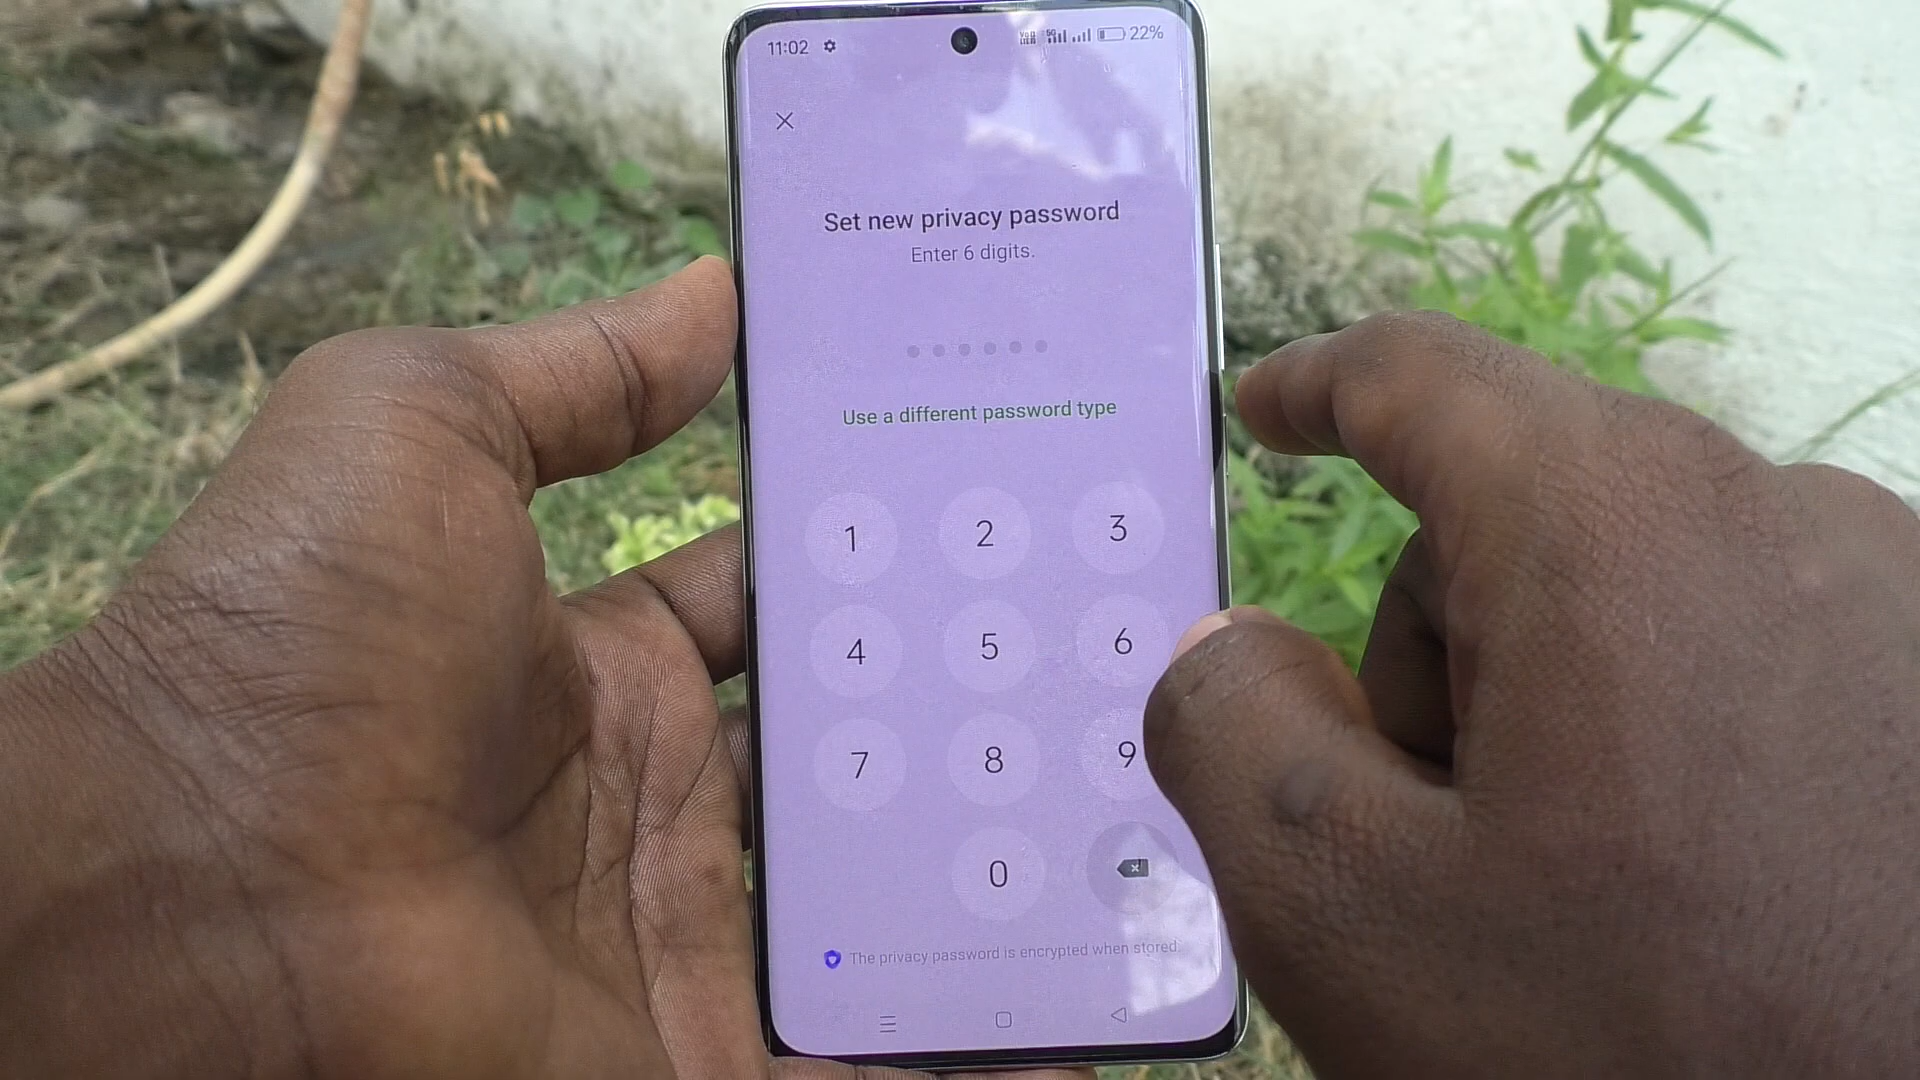 11:02 22%
Set new privacy password
Enter 6 digits.
Use a different password type
1 2 3
4 5 6
7 8 9
0
The privacy password is encrypted when stored.